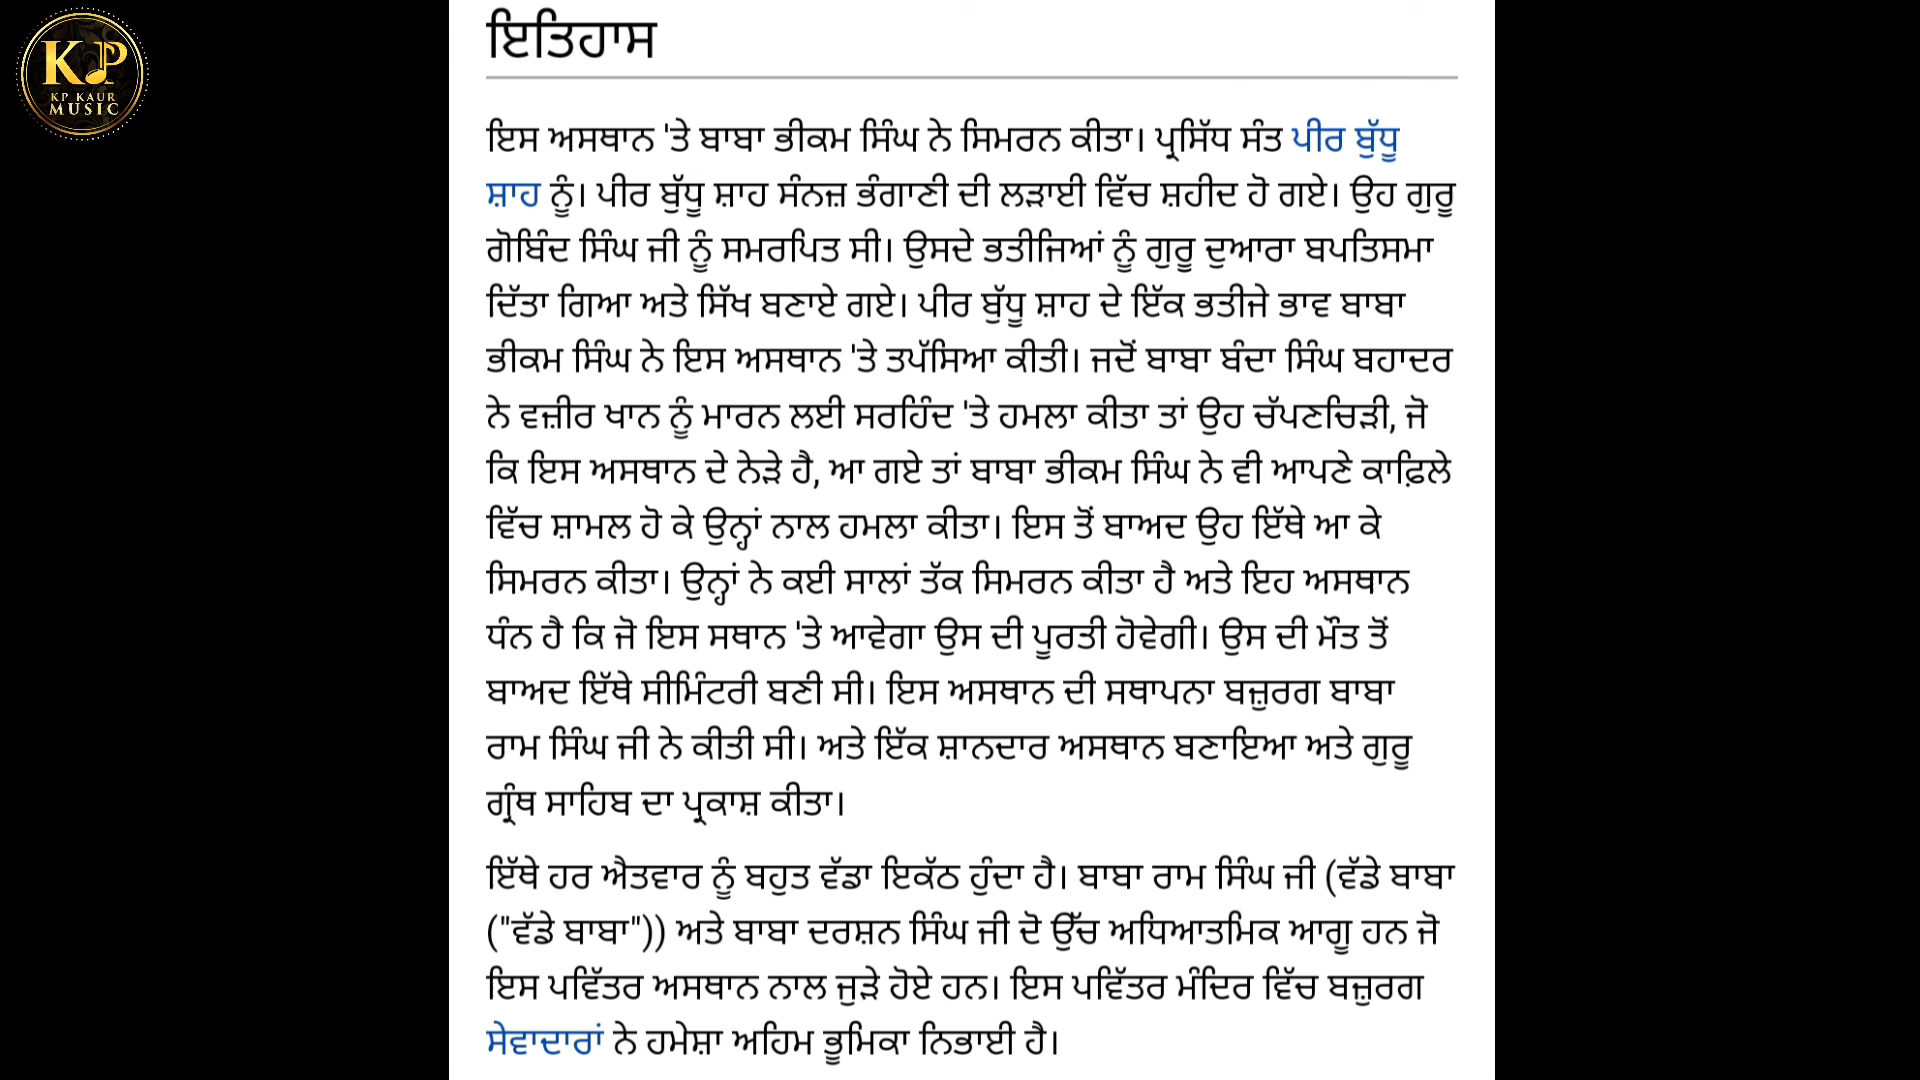 KP
KP KAUR
MUSIC
ਇਤਿਹਾਸ
ਇਸ ਅਸਥਾਨ 'ਤੇ ਬਾਬਾ ਭੀਕਮ ਸਿੰਘ ਨੇ ਸਿਮਰਨ ਕੀਤਾ। ਪ੍ਰਸਿੱਧ ਸੰਤ ਪੀਰ ਬੁੱਧੂ
ਸ਼ਾਹ ਨੂੰ। ਪੀਰ ਬੁੱਧੂ ਸ਼ਾਹ ਸੰਨਜ਼ ਭੰਗਾਣੀ ਦੀ ਲੜਾਈ ਵਿੱਚ ਸ਼ਹੀਦ ਹੋ ਗਏ। ਉਹ ਗੁਰੂ
ਗੋਬਿੰਦ ਸਿੰਘ ਜੀ ਨੂੰ ਸਮਰਪਿਤ ਸੀ। ਉਸਦੇ ਭਤੀਜਿਆਂ ਨੂੰ ਗੁਰੂ ਦੁਆਰਾ ਬਪਤਿਸਮਾ
ਦਿੱਤਾ ਗਿਆ ਅਤੇ ਸਿੱਖ ਬਣਾਏ ਗਏ। ਪੀਰ ਬੁੱਧੂ ਸ਼ਾਹ ਦੇ ਇੱਕ ਭਤੀਜੇ ਭਾਵ ਬਾਬਾ
ਭੀਕਮ ਸਿੰਘ ਨੇ ਇਸ ਅਸਥਾਨ 'ਤੇ ਤਪੱਸਿਆ ਕੀਤੀ। ਜਦੋਂ ਬਾਬਾ ਬੰਦਾ ਸਿੰਘ ਬਹਾਦਰ
ਨੇ ਵਜ਼ੀਰ ਖਾਨ ਨੂੰ ਮਾਰਨ ਲਈ ਸਰਹਿੰਦ 'ਤੇ ਹਮਲਾ ਕੀਤਾ ਤਾਂ ਉਹ ਚੱਪਣਚਿੜੀ, ਜੋ
ਕਿ ਇਸ ਅਸਥਾਨ ਦੇ ਨੇੜੇ ਹੈ, ਆ ਗਏ ਤਾਂ ਬਾਬਾ ਭੀਕਮ ਸਿੰਘ ਨੇ ਵੀ ਆਪਣੇ ਕਾਫ਼ਿਲੇ
ਵਿੱਚ ਸ਼ਾਮਲ ਹੋ ਕੇ ਉਨ੍ਹਾਂ ਨਾਲ ਹਮਲਾ ਕੀਤਾ। ਇਸ ਤੋਂ ਬਾਅਦ ਉਹ ਇੱਥੇ ਆ ਕੇ
ਸਿਮਰਨ ਕੀਤਾ। ਉਨ੍ਹਾਂ ਨੇ ਕਈ ਸਾਲਾਂ ਤੱਕ ਸਿਮਰਨ ਕੀਤਾ ਹੈ ਅਤੇ ਇਹ ਅਸਥਾਨ
ਧੰਨ ਹੈ ਕਿ ਜੋ ਇਸ ਸਥਾਨ 'ਤੇ ਆਵੇਗਾ ਉਸ ਦੀ ਪੂਰਤੀ ਹੋਵੇਗੀ। ਉਸ ਦੀ ਮੌਤ ਤੋਂ
ਬਾਅਦ ਇੱਥੇ ਸੀਮਿੰਟਰੀ ਬਣੀ ਸੀ। ਇਸ ਅਸਥਾਨ ਦੀ ਸਥਾਪਨਾ ਬਜ਼ੁਰਗ ਬਾਬਾ
ਰਾਮ ਸਿੰਘ ਜੀ ਨੇ ਕੀਤੀ ਸੀ। ਅਤੇ ਇੱਕ ਸ਼ਾਨਦਾਰ ਅਸਥਾਨ ਬਣਾਇਆ ਅਤੇ ਗੁਰੂ
ਗ੍ਰੰਥ ਸਾਹਿਬ ਦਾ ਪ੍ਰਕਾਸ਼ ਕੀਤਾ।
ਇੱਥੇ ਹਰ ਐਤਵਾਰ ਨੂੰ ਬਹੁਤ ਵੱਡਾ ਇਕੱਠ ਹੁੰਦਾ ਹੈ। ਬਾਬਾ ਰਾਮ ਸਿੰਘ ਜੀ (ਵੱਡੇ ਬਾਬਾ
("ਵੱਡੇ ਬਾਬਾ")) ਅਤੇ ਬਾਬਾ ਦਰਸ਼ਨ ਸਿੰਘ ਜੀ ਦੋ ਉੱਚ ਅਧਿਆਤਮਿਕ ਆਗੂ ਹਨ ਜੋ
ਇਸ ਪਵਿੱਤਰ ਅਸਥਾਨ ਨਾਲ ਜੁੜੇ ਹੋਏ ਹਨ। ਇਸ ਪਵਿੱਤਰ ਮੰਦਿਰ ਵਿੱਚ ਬਜ਼ੁਰਗ
ਸੇਵਾਦਾਰਾਂ ਨੇ ਹਮੇਸ਼ਾ ਅਹਿਮ ਭੂਮਿਕਾ ਨਿਭਾਈ ਹੈ।